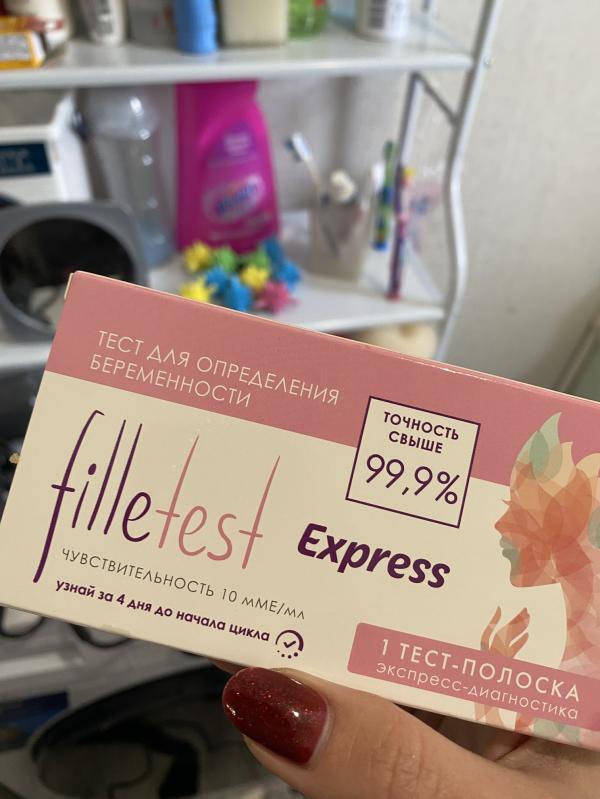 ТЕСТ ДЛЯ ОПРЕДЕЛЕНИЯ
БЕРЕМЕННОСТИ
ТОЧНОСТЬ
СВЫШЕ
99,9%
filletest
Express
ЧУВСТВИТЕЛЬНОСТЬ 10 мМЕ/мл
узнай за 4 дня до начала цикла
1 ТЕСТ-ПОЛОСКА
экспресс-диагностика